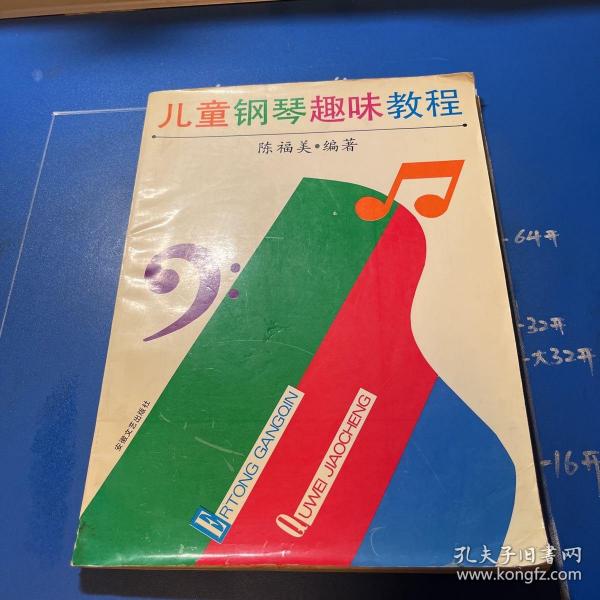 儿童钢琴趣味教程
陈福美·编著
安徽文艺出版社
ERTONG GANGQIN
QUWEI JIAOCHENG
64开
32开
大32开
16开
孔夫子旧书网
www.kongfz.com